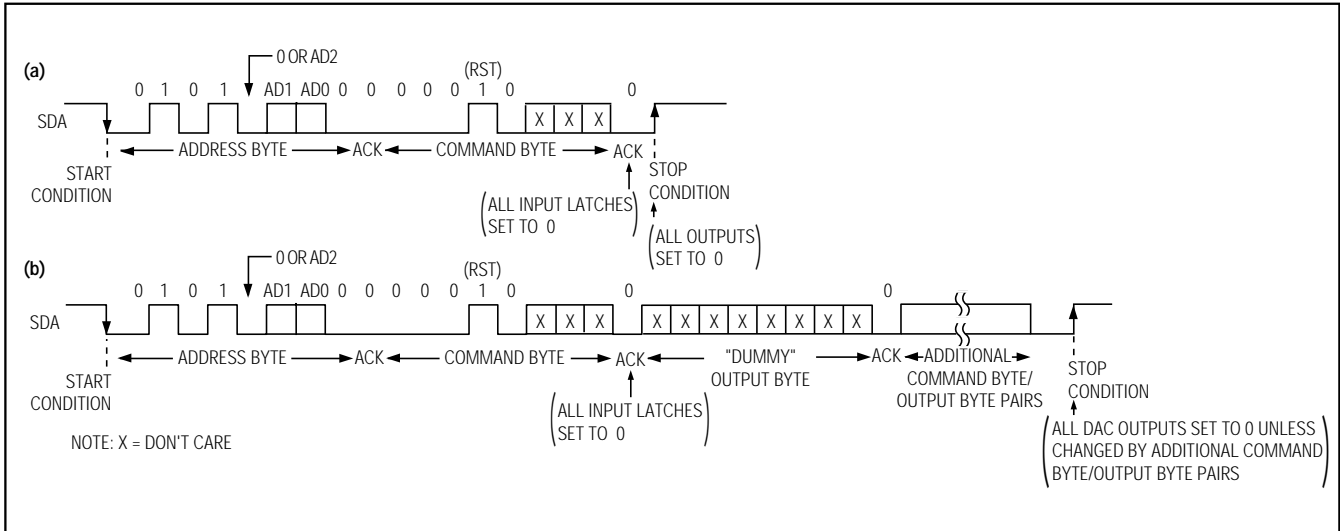 (a)
0 OR AD2
(RST)
0 1 0 1 AD1 AD0 0 0 0 0 0 1 0 0
SDA
X X X
ADDRESS BYTE ACK COMMAND BYTE ACK
START
CONDITION
STOP
CONDITION
(ALL INPUT LATCHES
SET TO 0)
(ALL OUTPUTS
SET TO 0)
(b)
0 OR AD2
(RST)
0 1 0 1 AD1 AD0 0 0 0 0 0 1 0 0 0
SDA
X X X X X X X X X X X
ADDRESS BYTE ACK COMMAND BYTE ACK "DUMMY"
OUTPUT BYTE
ACK ADDITIONAL
COMMAND BYTE/
OUTPUT BYTE PAIRS
START
CONDITION
STOP
CONDITION
(ALL INPUT LATCHES
SET TO 0)
(ALL DAC OUTPUTS SET TO 0 UNLESS
CHANGED BY ADDITIONAL COMMAND
BYTE/OUTPUT BYTE PAIRS)
NOTE: X = DON'T CARE